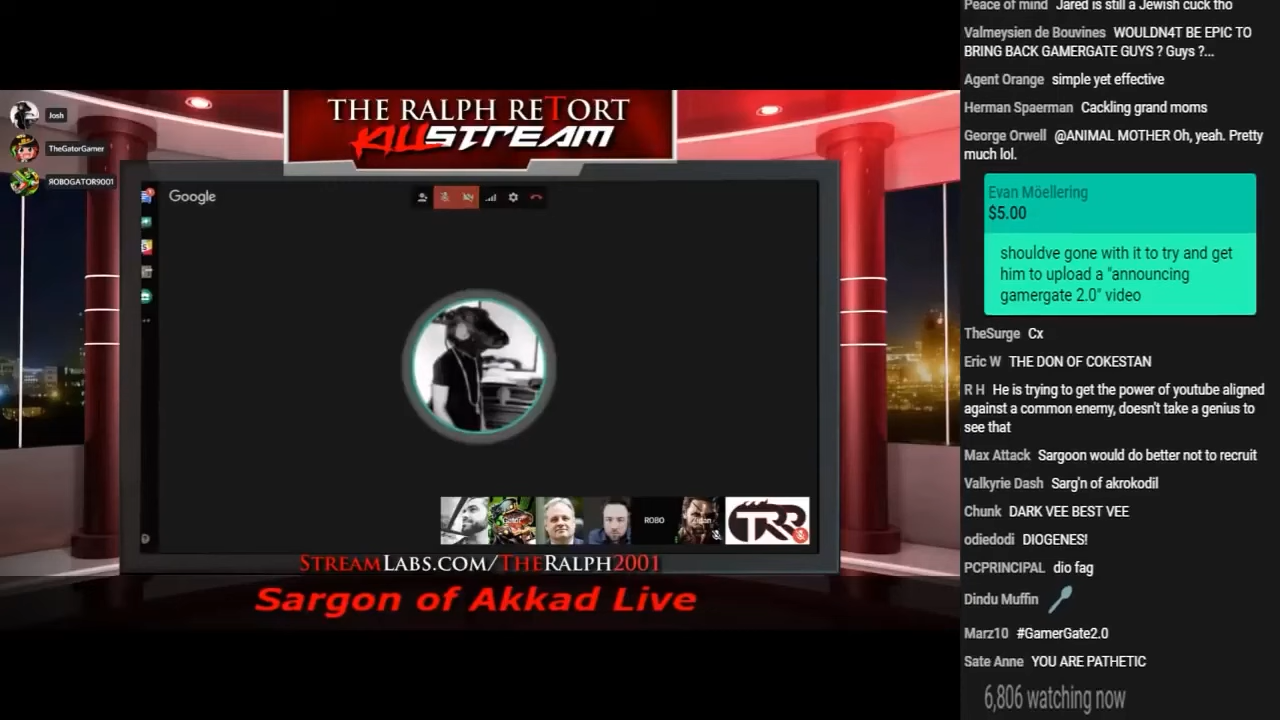 Josh
TheGatorGamer
ROBOGATOR9001
THE RALPH RETORT
KILLSTREAM
Google
Gator
ROBO
Zidan
TRR
STREAMLABS.COM/THERALPH2001
Sargon of Akkad Live
Peace of mind Jared is still a Jewish cuck tho
Valmeysien de Bouvines WOULDN4T BE EPIC TO
BRING BACK GAMERGATE GUYS ? Guys ?...
Agent Orange simple yet effective
Herman Spaerman Cackling grand moms
George Orwell @ANIMAL MOTHER Oh, yeah. Pretty
much lol.
Evan Möellering
$5.00
shouldve gone with it to try and get
him to upload a "announcing
gamergate 2.0" video
TheSurge Cx
Eric W THE DON OF COKESTAN
R H He is trying to get the power of youtube aligned
against a common enemy, doesn't take a genius to
see that
Max Attack Sargoon would do better not to recruit
Valkyrie Dash Sarg'n of akrokodil
Chunk DARK VEE BEST VEE
odiedodi DIOGENES!
PCPRINCIPAL dio fag
Dindu Muffin
Marz10 #GamerGate2.0
Sate Anne YOU ARE PATHETIC
6,806 watching now